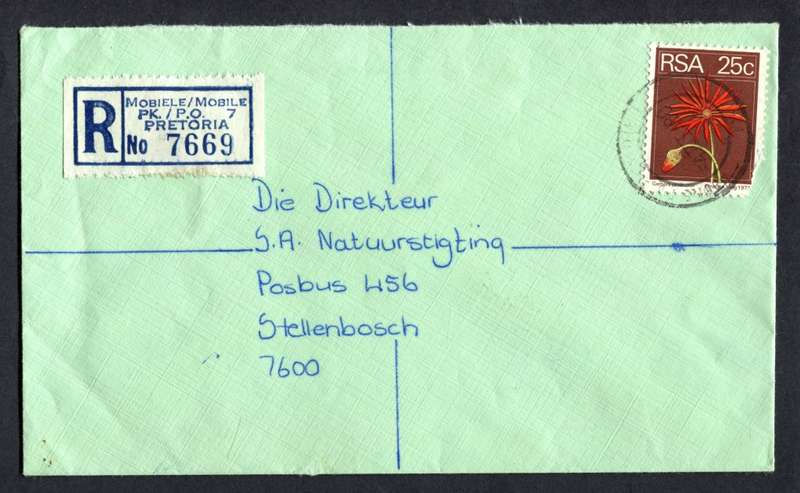 MOBIELE/MOBILE
PK./P.O. 7
PRETORIA
R No 7669
RSA 25c
Die Direkteur
S.A. Natuurstigting
Posbus 456
Stellenbosch
7600